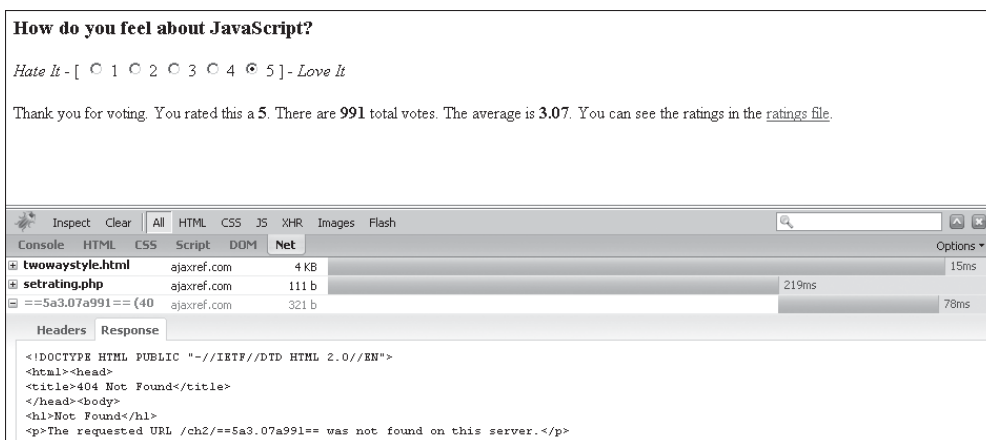 How do you feel about JavaScript?
Hate It - [ 1 2 3 4 5 ] - Love It
Thank you for voting. You rated this a 5. There are 991 total votes. The average is 3.07. You can see the ratings in the ratings file.
Inspect Clear All HTML CSS JS XHR Images Flash
Console HTML CSS Script DOM Net Options
twowaystyle.html ajaxref.com 4 KB 15ms
setrating.php ajaxref.com 111 b 219ms
==5a3.07a991== (40 ajaxref.com 321 b 78ms
Headers Response
<!DOCTYPE HTML PUBLIC "-//IETF//DTD HTML 2.0//EN">
<html><head>
<title>404 Not Found</title>
</head><body>
<h1>Not Found</h1>
<p>The requested URL /ch2/==5a3.07a991== was not found on this server.</p>